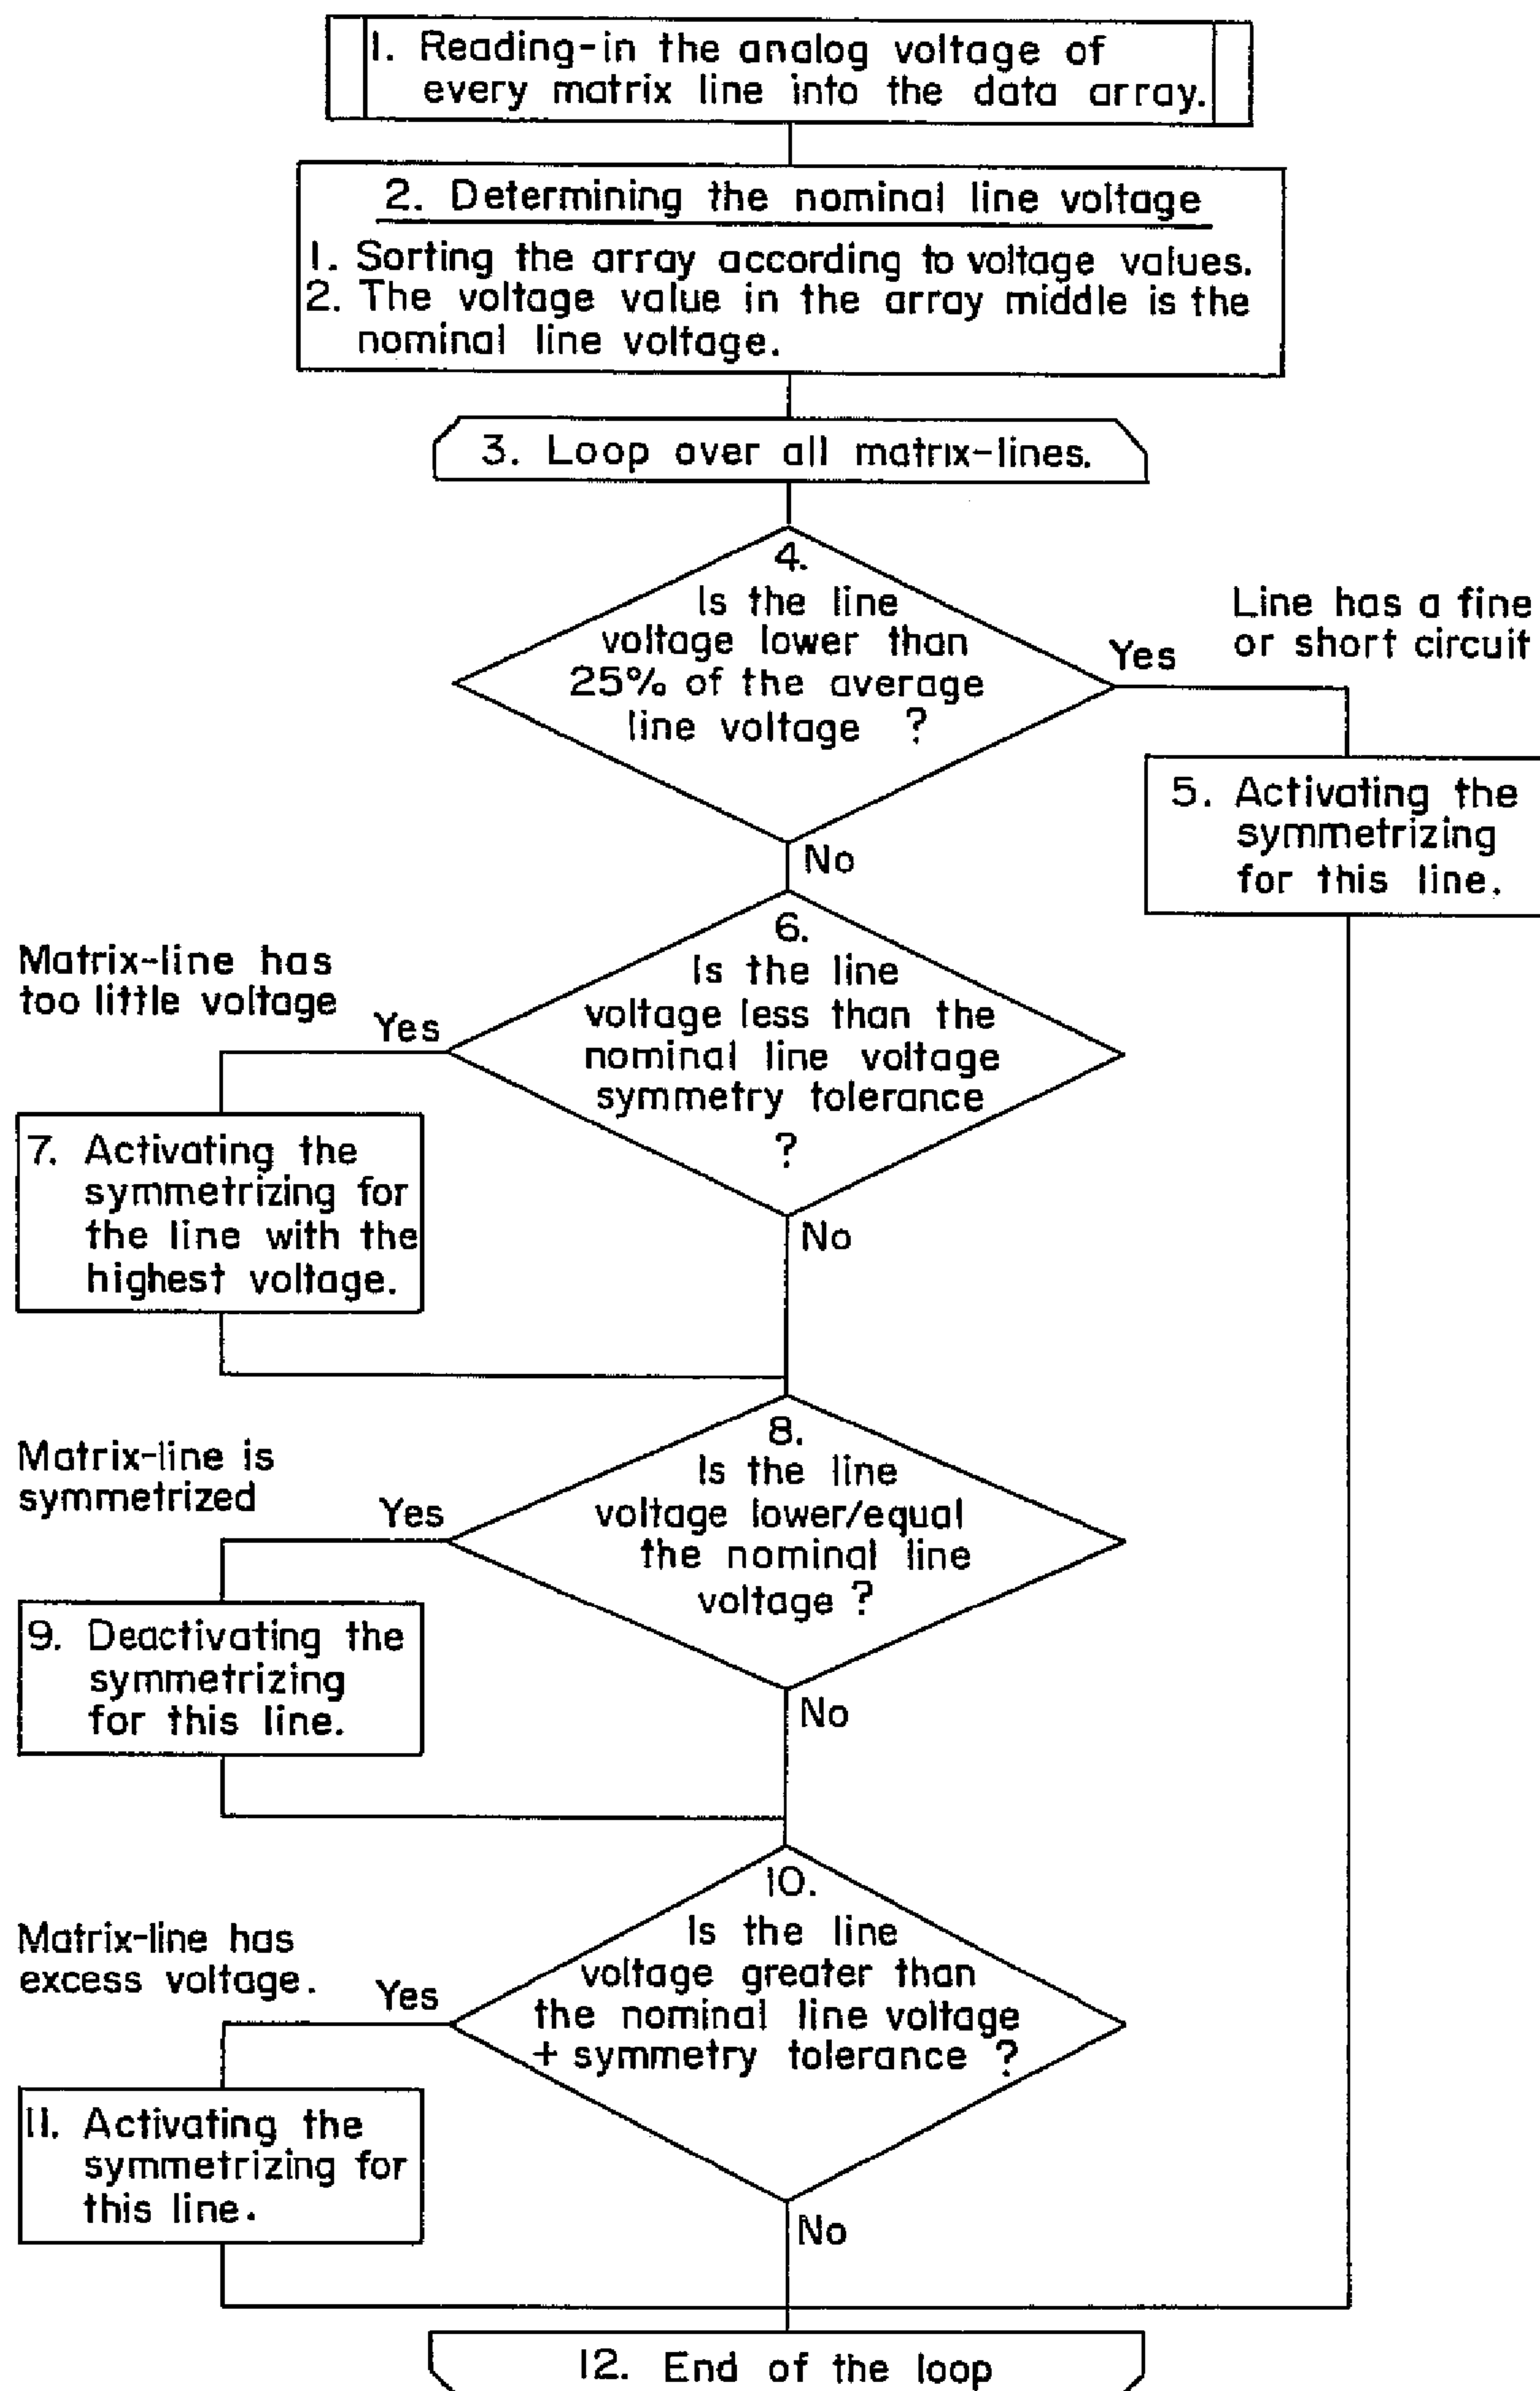 1. Reading-in the analog voltage of
every matrix line into the data array.
2. Determining the nominal line voltage
1. Sorting the array according to voltage values.
2. The voltage value in the array middle is the
nominal line voltage.
3. Loop over all matrix-lines.
4.
Is the line
voltage lower than
25% of the average
line voltage ?
Yes
Line has a fine
or short circuit
No
5. Activating the
symmetrizing
for this line.
6.
Is the line
voltage less than the
nominal line voltage
symmetry tolerance
?
Matrix-line has
too little voltage
Yes
No
7. Activating the
symmetrizing for
the line with the
highest voltage.
8.
Is the line
voltage lower/equal
the nominal line
voltage ?
Matrix-line is
symmetrized
Yes
No
9. Deactivating the
symmetrizing
for this line.
10.
Is the line
voltage greater than
the nominal line voltage
+ symmetry tolerance ?
Matrix-line has
excess voltage.
Yes
No
11. Activating the
symmetrizing for
this line.
12. End of the loop